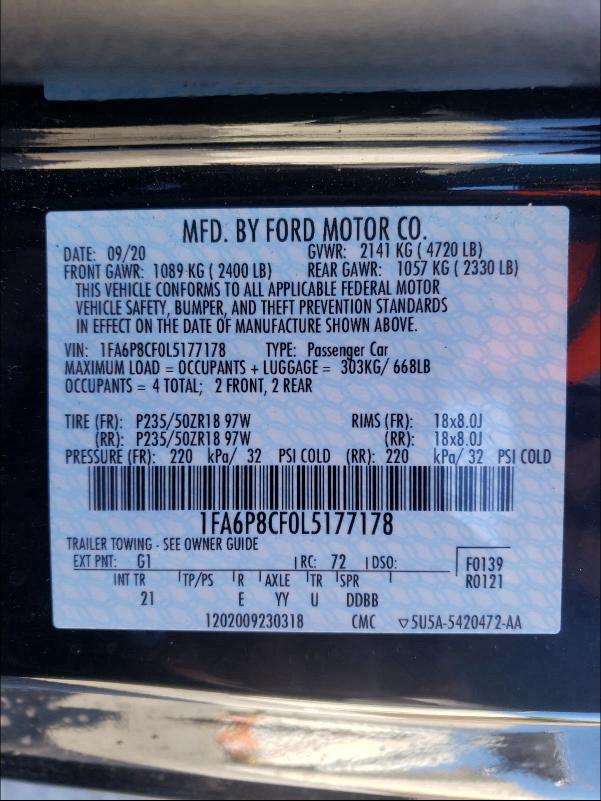 MFD. BY FORD MOTOR CO.
DATE: 09/20 GVWR: 2141 KG ( 4720 LB)
FRONT GAWR: 1089 KG ( 2400 LB) REAR GAWR: 1057 KG ( 2330 LB)
THIS VEHICLE CONFORMS TO ALL APPLICABLE FEDERAL MOTOR
VEHICLE SAFETY, BUMPER, AND THEFT PREVENTION STANDARDS
IN EFFECT ON THE DATE OF MANUFACTURE SHOWN ABOVE.
VIN: 1FA6P8CF0L5177178 TYPE: Passenger Car
MAXIMUM LOAD = OCCUPANTS + LUGGAGE = 303KG/ 668LB
OCCUPANTS = 4 TOTAL; 2 FRONT, 2 REAR
TIRE (FR): P235/50ZR18 97W RIMS (FR): 18x8.0J
(RR): P235/50ZR18 97W (RR): 18x8.0J
PRESSURE (FR): 220 kPa/ 32 PSI COLD (RR): 220 kPa/ 32 PSI COLD
1FA6P8CF0L5177178
TRAILER TOWING - SEE OWNER GUIDE
EXT PNT: G1 RC: 72 DSO: F0139
INT TR TP/PS R AXLE TR SPR R0121
21 E YY U DDBB
1202009230318 CMC ▽5U5A-5420472-AA